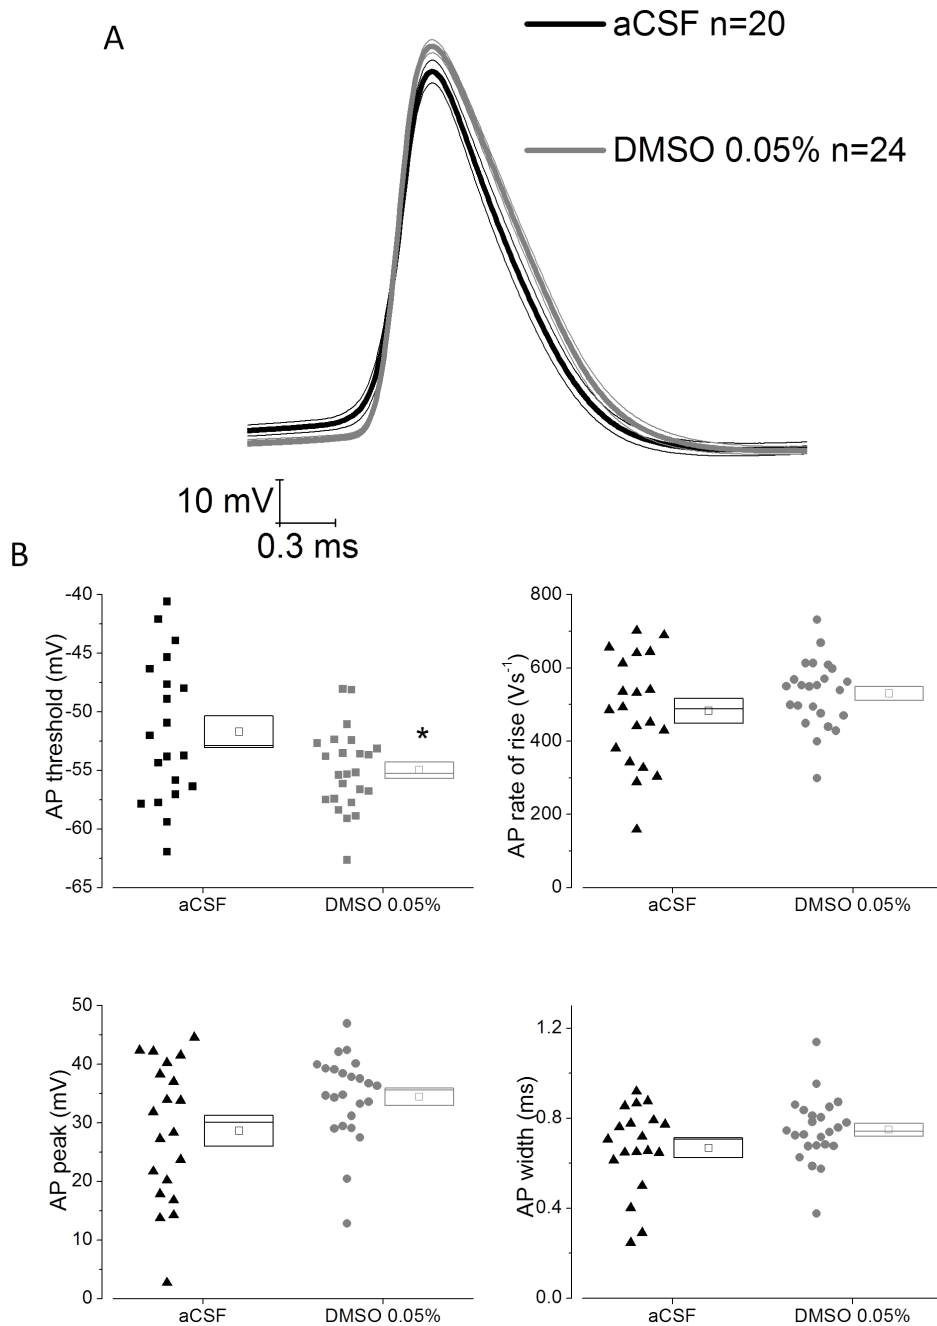 A
aCSF n=20
DMSO 0.05% n=24
10 mV
0.3 ms
B
AP threshold (mV)
-40
-45
-50
-55
-60
-65
*
aCSF
DMSO 0.05%
AP rate of rise (Vs-1)
800
600
400
200
0
aCSF
DMSO 0.05%
AP peak (mV)
50
40
30
20
10
0
aCSF
DMSO 0.05%
AP width (ms)
1.2
0.8
0.4
0.0
aCSF
DMSO 0.05%